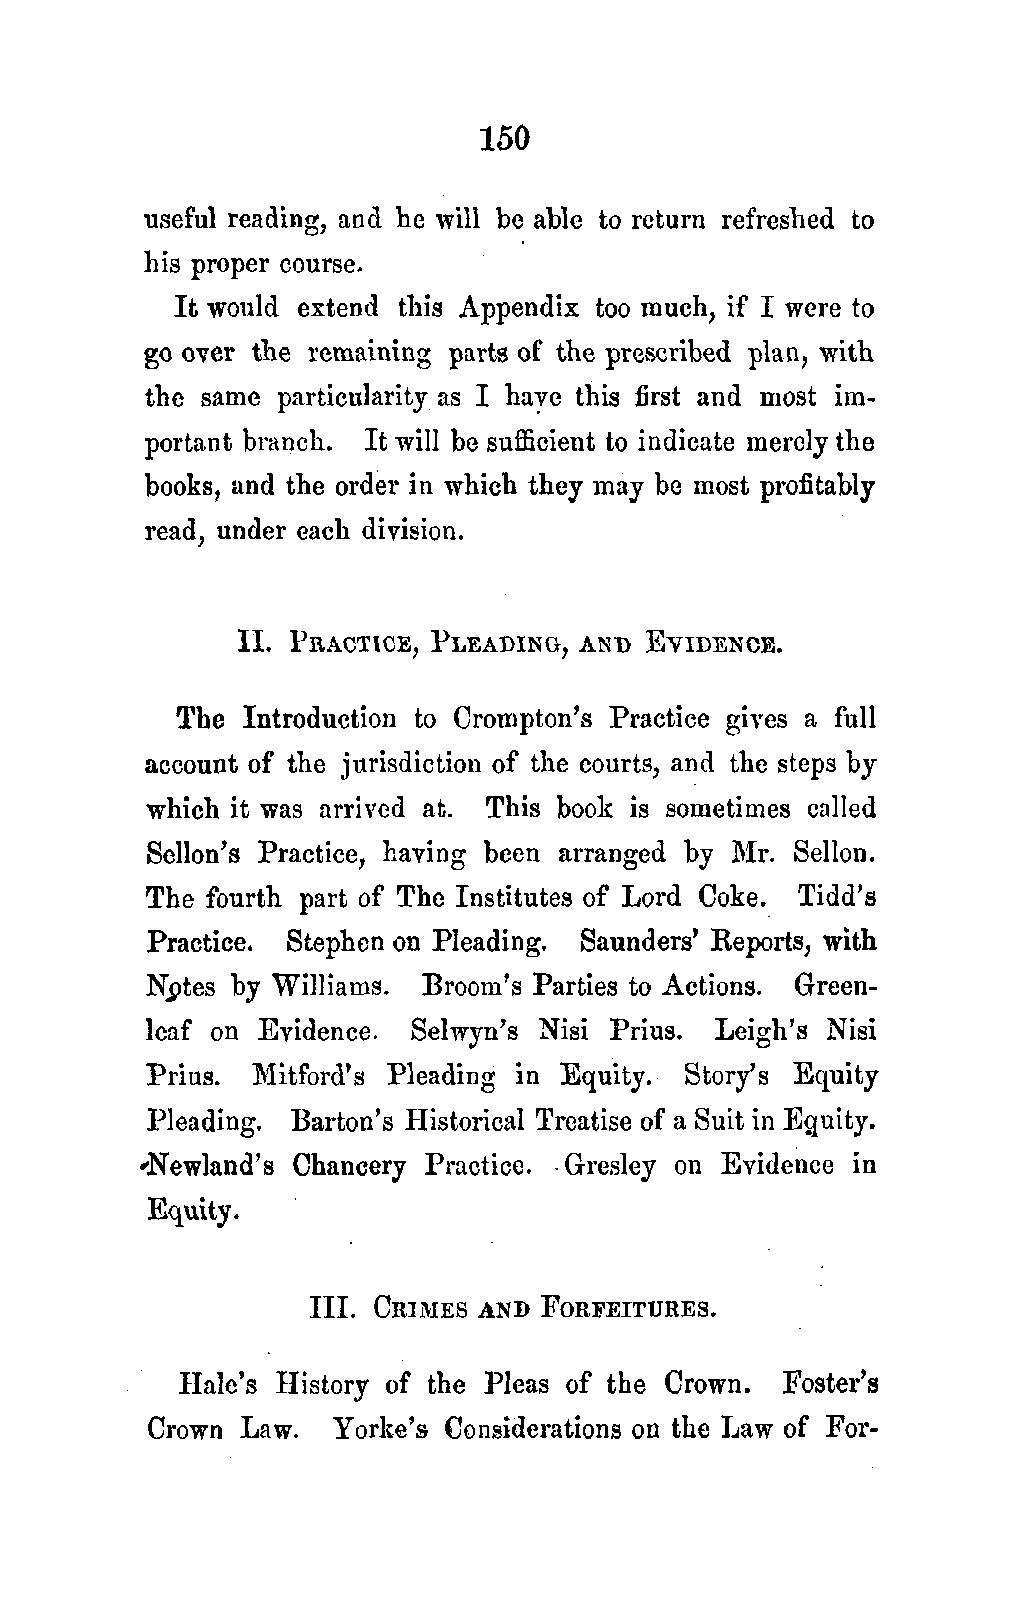 150
useful reading, and he will be able to return refreshed to
his proper course.
It would extend this Appendix too much, if I were to
go over the remaining parts of the prescribed plan, with
the same particularity as I have this first and most im-
portant branch. It will be sufficient to indicate merely the
books, and the order in which they may be most profitably
read, under each division.
II. Practice, Pleading, and Evidence.
The Introduction to Crompton's Practice gives a full
account of the jurisdiction of the courts, and the steps by
which it was arrived at. This book is sometimes called
Sellon's Practice, having been arranged by Mr. Sellon.
The fourth part of The Institutes of Lord Coke. Tidd's
Practice. Stephen on Pleading. Saunders' Reports, with
Notes by Williams. Broom's Parties to Actions. Green-
leaf on Evidence. Selwyn's Nisi Prius. Leigh's Nisi
Prius. Mitford's Pleading in Equity. Story's Equity
Pleading. Barton's Historical Treatise of a Suit in Equity.
Newland's Chancery Practice. Gresley on Evidence in
Equity.
III. Crimes and Forfeitures.
Hale's History of the Pleas of the Crown. Foster's
Crown Law. Yorke's Considerations on the Law of For-